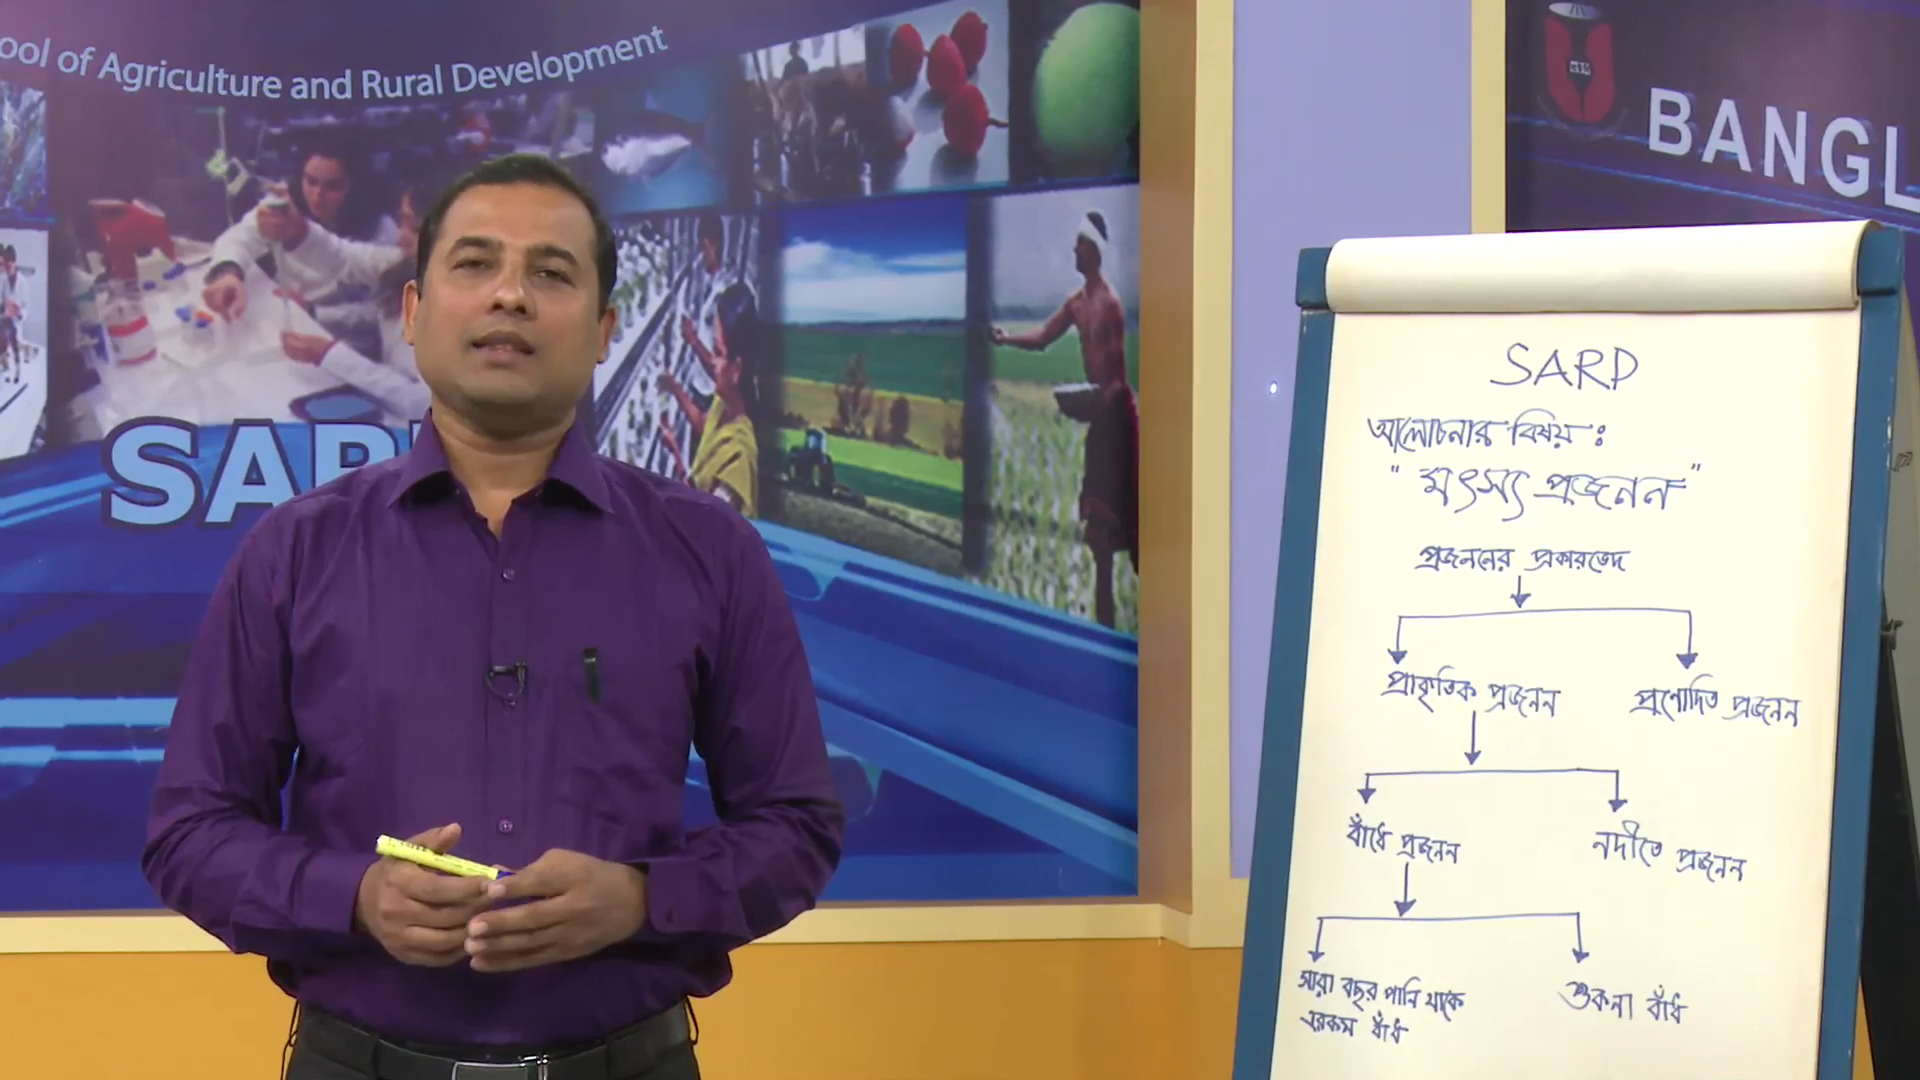 ool of Agriculture and Rural Development
SAR
BANGL
SARD
আলোচনার বিষয় :
"মৎস্য প্রজনন"
প্রজননের প্রকারভেদ
প্রাকৃতিক প্রজনন
প্রণোদিত প্রজনন
বাঁধে প্রজনন
নদীতে প্রজনন
সারা বছর পানি থাকে
এরকম বাঁধ
শুকনা বাঁধ